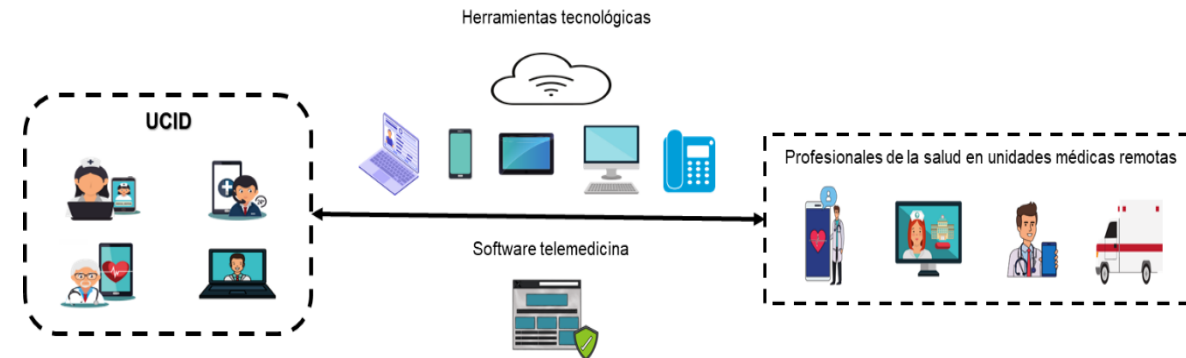 Herramientas tecnológicas
UCID
Profesionales de la salud en unidades médicas remotas
Software telemedicina